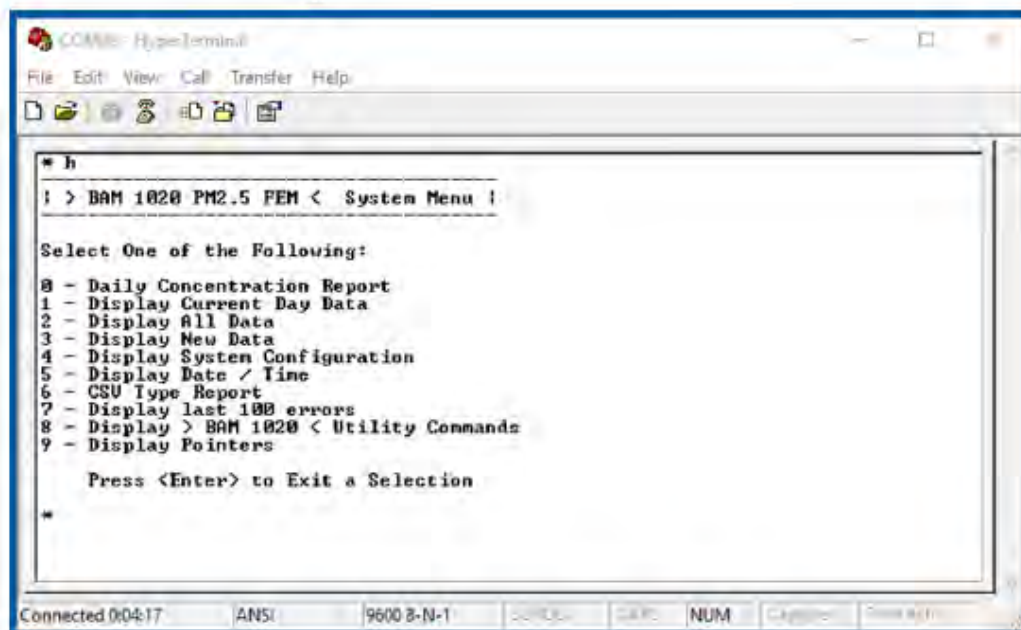 HyperTerminal
File Edit View Call Transfer Help
* h
| > BAM 1020 PM2.5 FEM < System Menu |
Select One of the Following:
0 - Daily Concentration Report
1 - Display Current Day Data
2 - Display All Data
3 - Display New Data
4 - Display System Configuration
5 - Display Date / Time
6 - CSV Type Report
7 - Display last 100 errors
8 - Display > BAM 1020 < Utility Commands
9 - Display Pointers
Press <Enter> to Exit a Selection
*
Connected 0:04:17 ANSI 9600 8-N-1 SCROLL CAPS NUM Capture